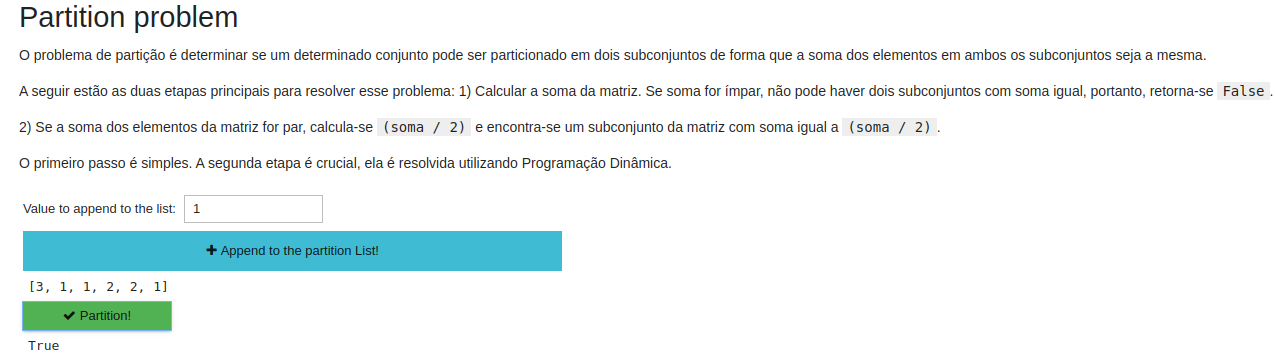 Partition problem
O problema de partição é determinar se um determinado conjunto pode ser particionado em dois subconjuntos de forma que a soma dos elementos em ambos os subconjuntos seja a mesma.
A seguir estão as duas etapas principais para resolver esse problema: 1) Calcular a soma da matriz. Se soma for ímpar, não pode haver dois subconjuntos com soma igual, portanto, retorna-se False.
2) Se a soma dos elementos da matriz for par, calcula-se (soma / 2) e encontra-se um subconjunto da matriz com soma igual a (soma / 2).
O primeiro passo é simples. A segunda etapa é crucial, ela é resolvida utilizando Programação Dinâmica.
Value to append to the list: 1
Append to the partition List!
[3, 1, 1, 2, 2, 1]
Partition!
True